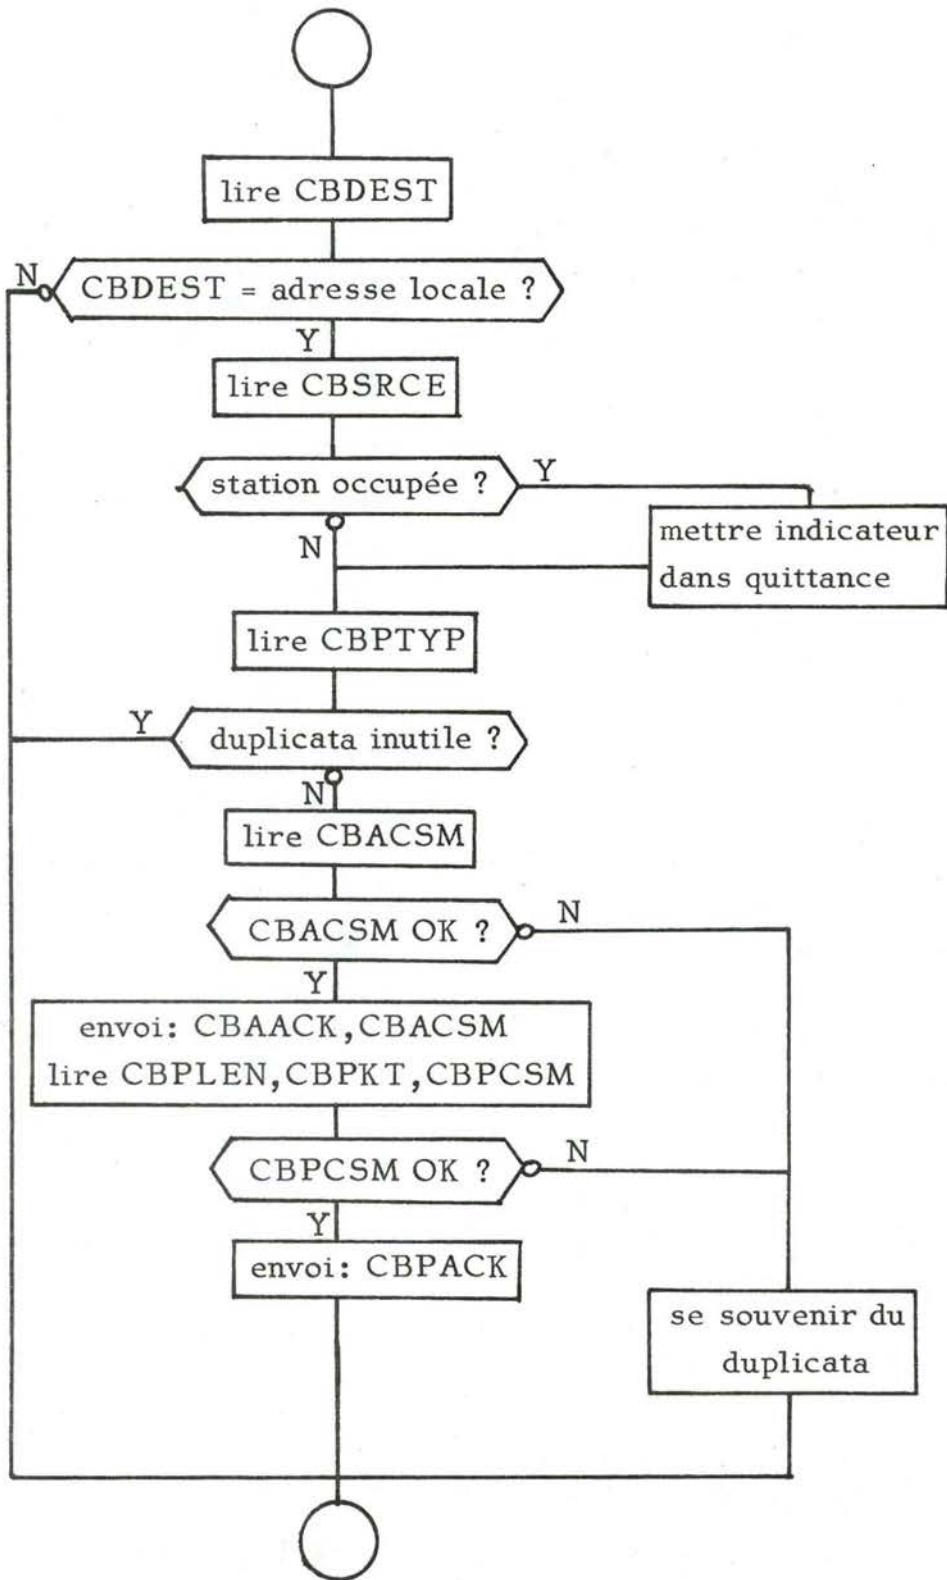 lire CBDEST
N
CBDEST = adresse locale ?
Y
lire CBSRCE
station occupée ?
Y
mettre indicateur
dans quittance
N
lire CBPTYP
Y
duplicata inutile ?
N
lire CBACSM
CBACSM OK ?
N
Y
envoi: CBAACK,CBACSM
lire CBPLEN,CBPKT,CBPCSM
CBPCSM OK ?
N
Y
envoi: CBPACK
se souvenir du
duplicata